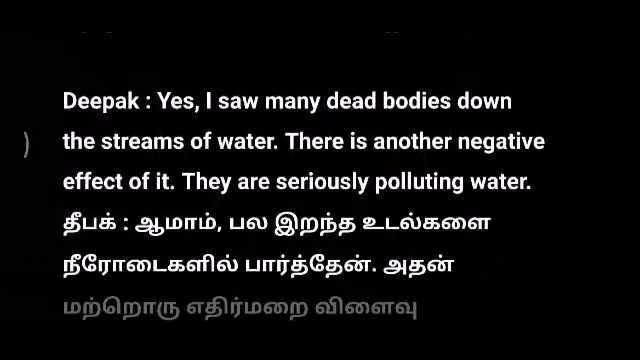 Deepak : Yes, I saw many dead bodies down
the streams of water. There is another negative
effect of it. They are seriously polluting water.
தீபக் : ஆமாம், பல இறந்த உடல்களை
நீரோடைகளில் பார்த்தேன். அதன்
மற்றொரு எதிர்மறை விளைவு